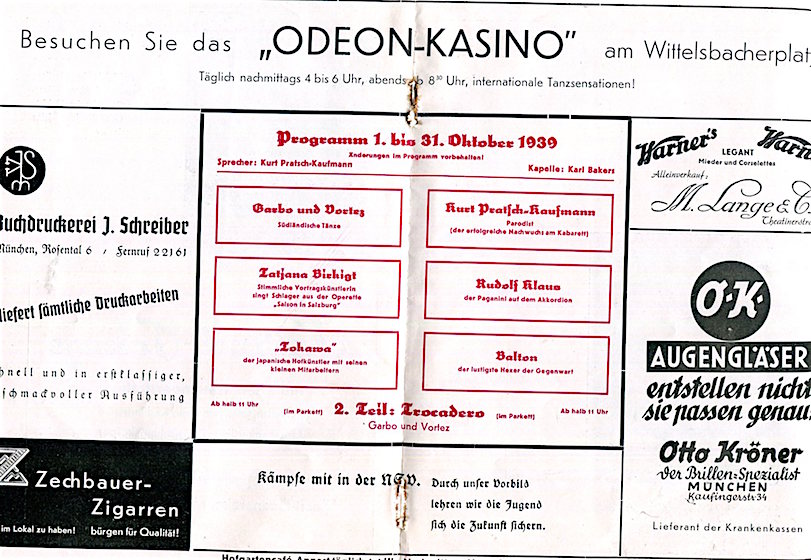 Besuchen Sie das „ODEON-KASINO” am Wittelsbacherplatz
Täglich nachmittags 4 bis 6 Uhr, abends ab 8³⁰ Uhr, internationale Tanzsensationen!
Buchdruckerei J. Schreiber
München, Rosental 6 / Fernruf 22161
liefert sämtliche Druckarbeiten
schnell und in erstklassiger,
geschmackvoller Ausführung
Zechbauer-
Zigarren
im Lokal zu haben! bürgen für Qualität!
Programm 1. bis 31. Oktober 1939
Änderungen im Programm vorbehalten!
Sprecher: Kurt Pratsch-Kaufmann Kapelle: Karl Bakers
Garbo und Vortez
Südländische Tänze
Kurt Pratsch-Kaufmann
Parodist
(der erfolgreiche Nachwuchs am Kabarett)
Tatjana Birkigt
Stimmliche Vortragskünstlerin
singt Schlager aus der Operette
„Saison in Salzburg”
Rudolf Klaus
der Paganini auf dem Akkordion
„Tokawa”
der japanische Hofkünstler mit seinen
kleinen Mitarbeitern
Balton
der lustigste Hexer der Gegenwart
Ab halb 11 Uhr (im Parkett) 2. Teil: Trocadero (im Parkett) Ab halb 11 Uhr
Garbo und Vortez
Kämpfe mit in der NSV. Durch unser Vorbild
lehren wir die Jugend
sich die Zukunft sichern.
Warner's
LEGANT
Mieder und Corselettes
Alleinverkauf:
M. Lange & C
Theatinerstra
O·K·
AUGENGLÄSER
entstellen nicht
sie passen genau.
Otto Kröner
Der Brillen-Spezialist
MÜNCHEN
Kaufingerstr 34
Lieferant der Krankenkassen